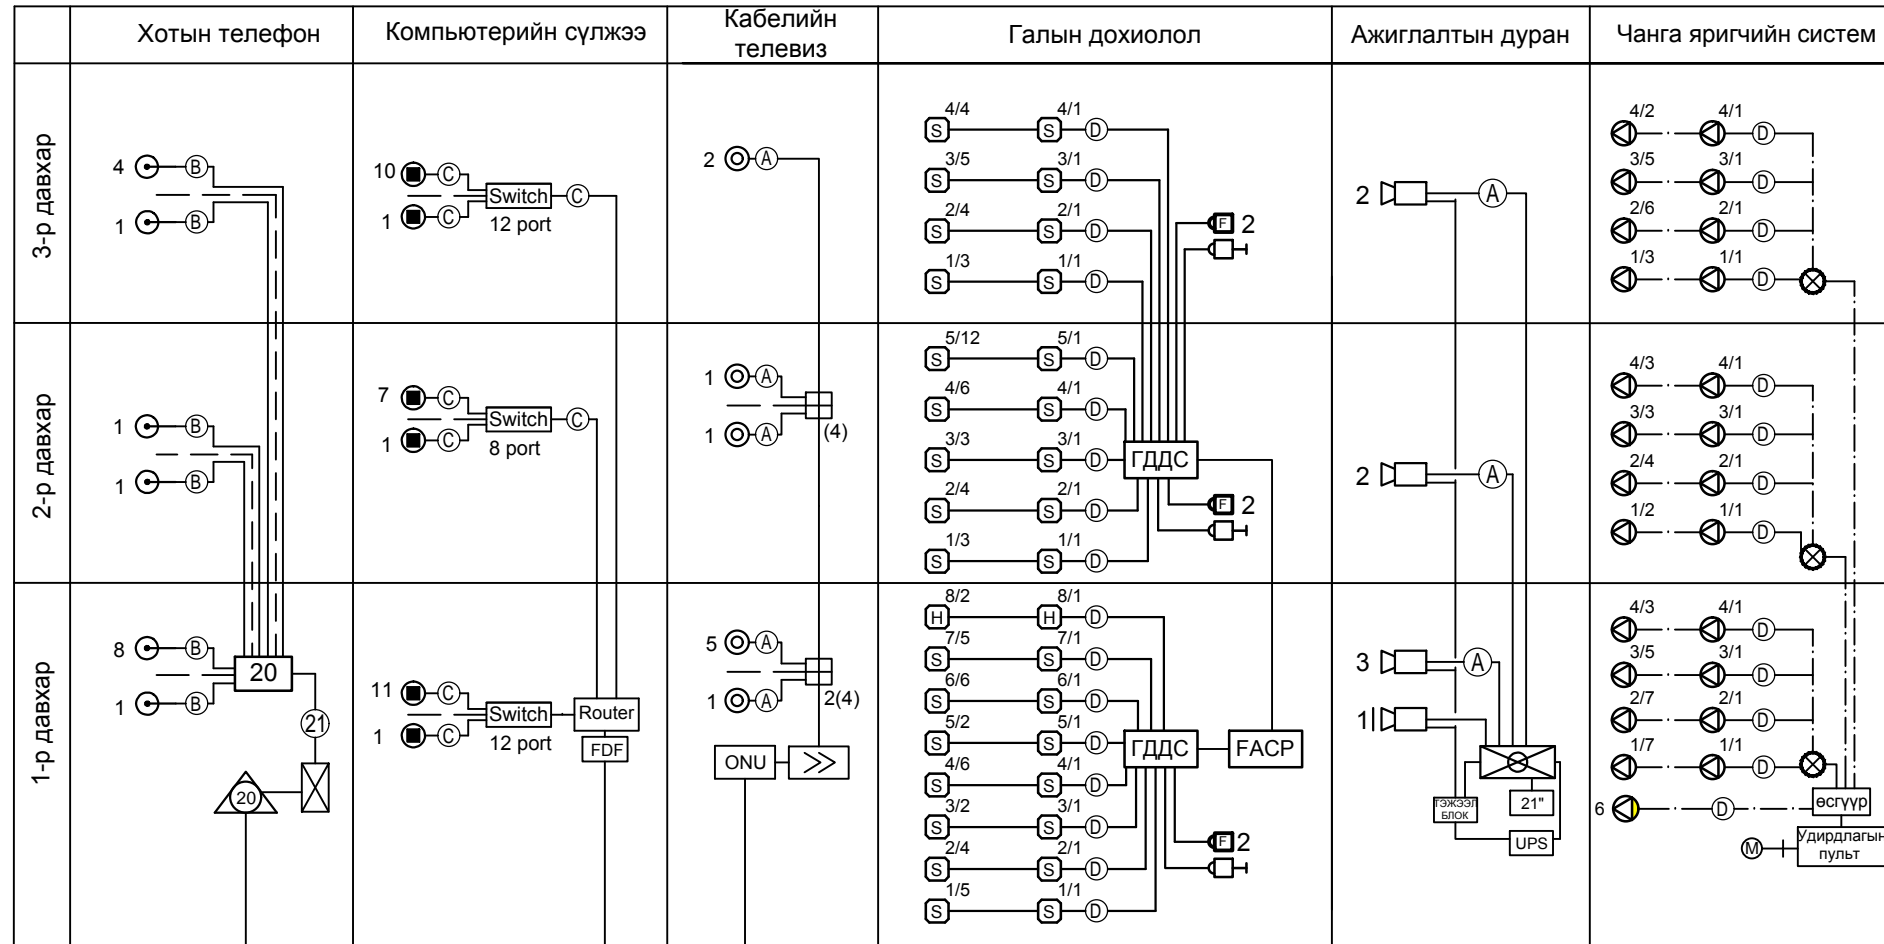 Хотын телефон
Компьютерийн сүлжээ
Кабелийн
телевиз
Галын дохиолол
Ажиглалтын дуран
Чанга яригчийн систем
3-р давхар
4 B
1 B
10 C
Switch C
1 C
12 port
2 A
4/4 4/1
S S D
3/5 3/1
S S D
2/4 2/1
S S D
F 2
1/3 1/1
S S D
2 A
4/2 4/1
D
3/5 3/1
D
2/6 2/1
D
1/3 1/1
D
2-р давхар
1 B
1 B
7 C
Switch C
1 C
8 port
1 A
1 A
(4)
5/12 5/1
S S D
4/6 4/1
S S D
3/3 3/1
S S D
ГДДС
2/4 2/1
S S D
F 2
1/3 1/1
S S D
2 A
4/3 4/1
D
3/3 3/1
D
2/4 2/1
D
1/2 1/1
D
1-р давхар
8 B
20
1 B
21
20
11 C
Switch
Router
1 C
12 port
FDF
5 A
1 A
2(4)
ONU
8/2 8/1
H H D
7/5 7/1
S S D
6/6 6/1
S S D
5/2 5/1
S S D
ГДДС
FACP
4/6 4/1
S S D
3/2 3/1
S S D
F 2
2/4 2/1
S S D
1/5 1/1
S S D
3 A
1
ТЭЖЭЭЛ
БЛОК
21"
UPS
4/3 4/1
D
3/5 3/1
D
2/7 2/1
D
1/7 1/1
D
6 D
өсгүүр
M
Удирдлагын
пульт